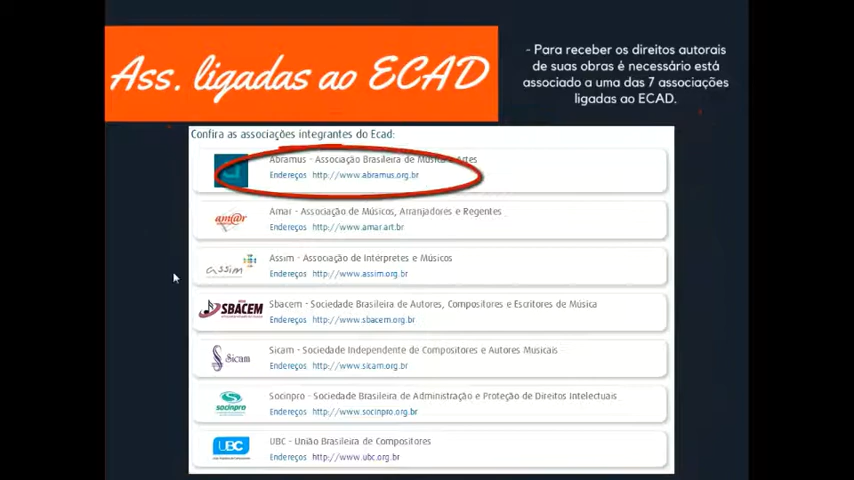 Ass. ligadas ao ECAD
- Para receber os direitos autorais
de suas obras é necessário está
associado a uma das 7 associações
ligadas ao ECAD.
Confira as associações integrantes do Ecad:
Abramus - Associação Brasileira de Música e Artes
Endereços http://www.abramus.org.br
am@r
Amar - Associação de Músicos, Arranjadores e Regentes
Endereços http://www.amar.art.br
assim
Assim - Associação de Intérpretes e Músicos
Endereços http://www.assim.org.br
SBACEM
Sbacem - Sociedade Brasileira de Autores, Compositores e Escritores de Música
Endereços http://www.sbacem.org.br
Sicam
Sicam - Sociedade Independente de Compositores e Autores Musicais
Endereços http://www.sicam.org.br
socinpro
Socinpro - Sociedade Brasileira de Administração e Proteção de Direitos Intelectuais
Endereços http://www.socinpro.org.br
UBC
UBC - União Brasileira de Compositores
Endereços http://www.ubc.org.br